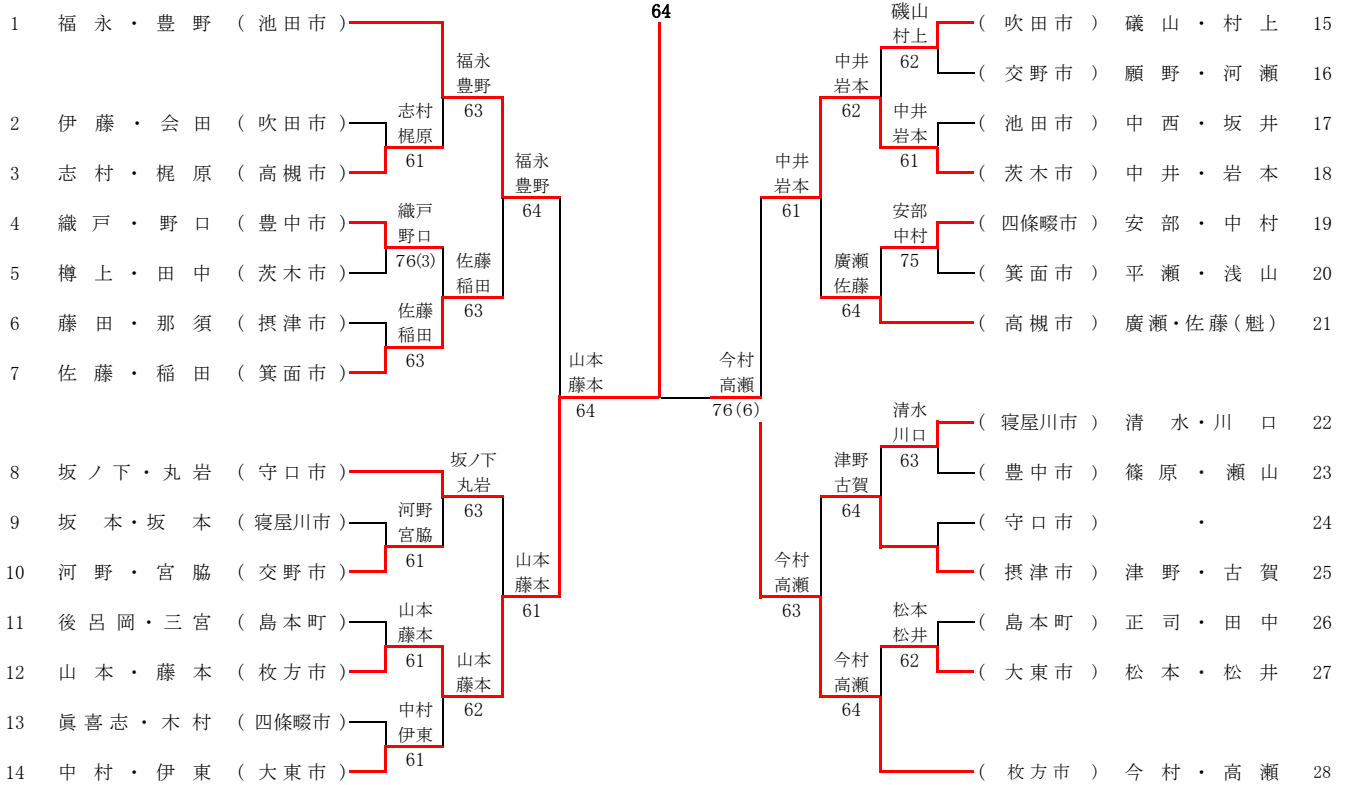 64
1 福永・豊野 (池田市)
福永
豊野
63
2 伊藤・会田 (吹田市)
志村
梶原
61
3 志村・梶原 (高槻市)
福永
豊野
64
4 織戸・野口 (豊中市)
織戸
野口
76(3)
5 樽上・田中 (茨木市)
佐藤
稲田
63
6 藤田・那須 (摂津市)
佐藤
稲田
63
7 佐藤・稲田 (箕面市)
山本
藤本
64
8 坂ノ下・丸岩 (守口市)
坂ノ下
丸岩
63
9 坂本・坂本 (寝屋川市)
河野
宮脇
61
10 河野・宮脇 (交野市)
山本
藤本
61
11 後呂岡・三宮 (島本町)
山本
藤本
61
12 山本・藤本 (枚方市)
山本
藤本
62
13 眞喜志・木村 (四條畷市)
中村
伊東
61
14 中村・伊東 (大東市)
磯山
村上
62
(吹田市) 礒山・村上 15
中井
岩本
62
(交野市)願野・河瀬 16
中井
岩本
61
(池田市) 中西・坂井 17
(茨木市) 中井・岩本 18
中井
岩本
61
安部
中村
75
(四條畷市) 安部・中村 19
(箕面市) 平瀬・浅山 20
廣瀬
佐藤
64
(高槻市) 廣瀬・佐藤(魁) 21
今村
高瀬
76(6)
清水
川口
63
(寝屋川市) 清水・川口 22
(豊中市) 篠原・瀬山 23
津野
古賀
64
(守口市) ・ 24
(摂津市) 津野・古賀 25
今村
高瀬
63
松本
松井
62
(島本町) 正司・田中 26
(大東市) 松本・松井 27
今村
高瀬
64
(枚方市) 今村・高瀬 28